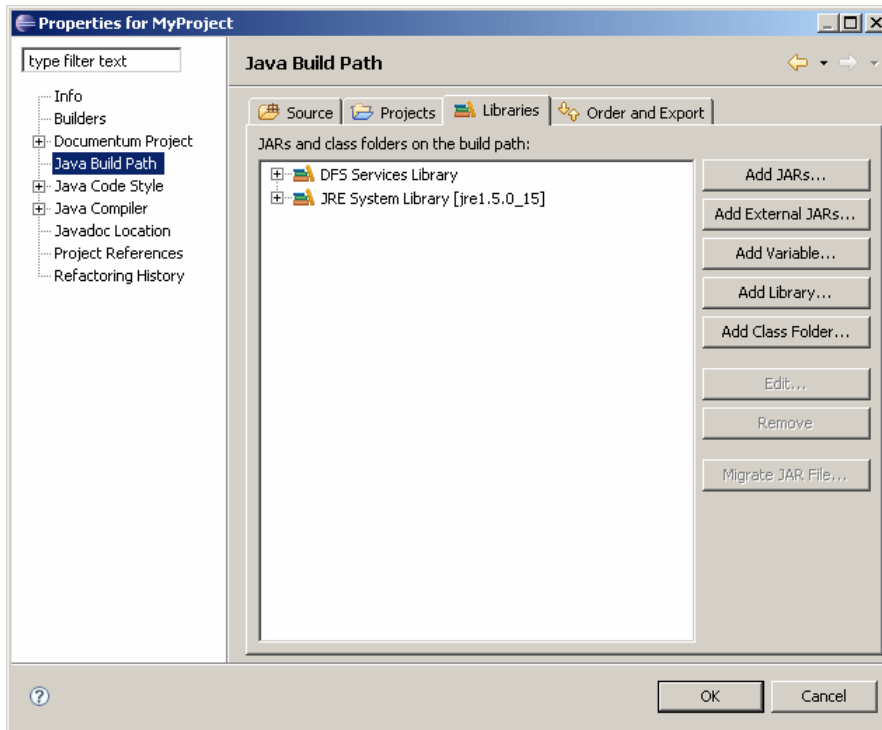 Properties for MyProject
type filter text
Info
Builders
Documentum Project
Java Build Path
Java Code Style
Java Compiler
Javadoc Location
Project References
Refactoring History
Java Build Path
Source Projects Libraries Order and Export
JARs and class folders on the build path:
DFS Services Library
JRE System Library [jre1.5.0_15]
Add JARs...
Add External JARs...
Add Variable...
Add Library...
Add Class Folder...
Edit...
Remove
Migrate JAR File...
?
OK Cancel